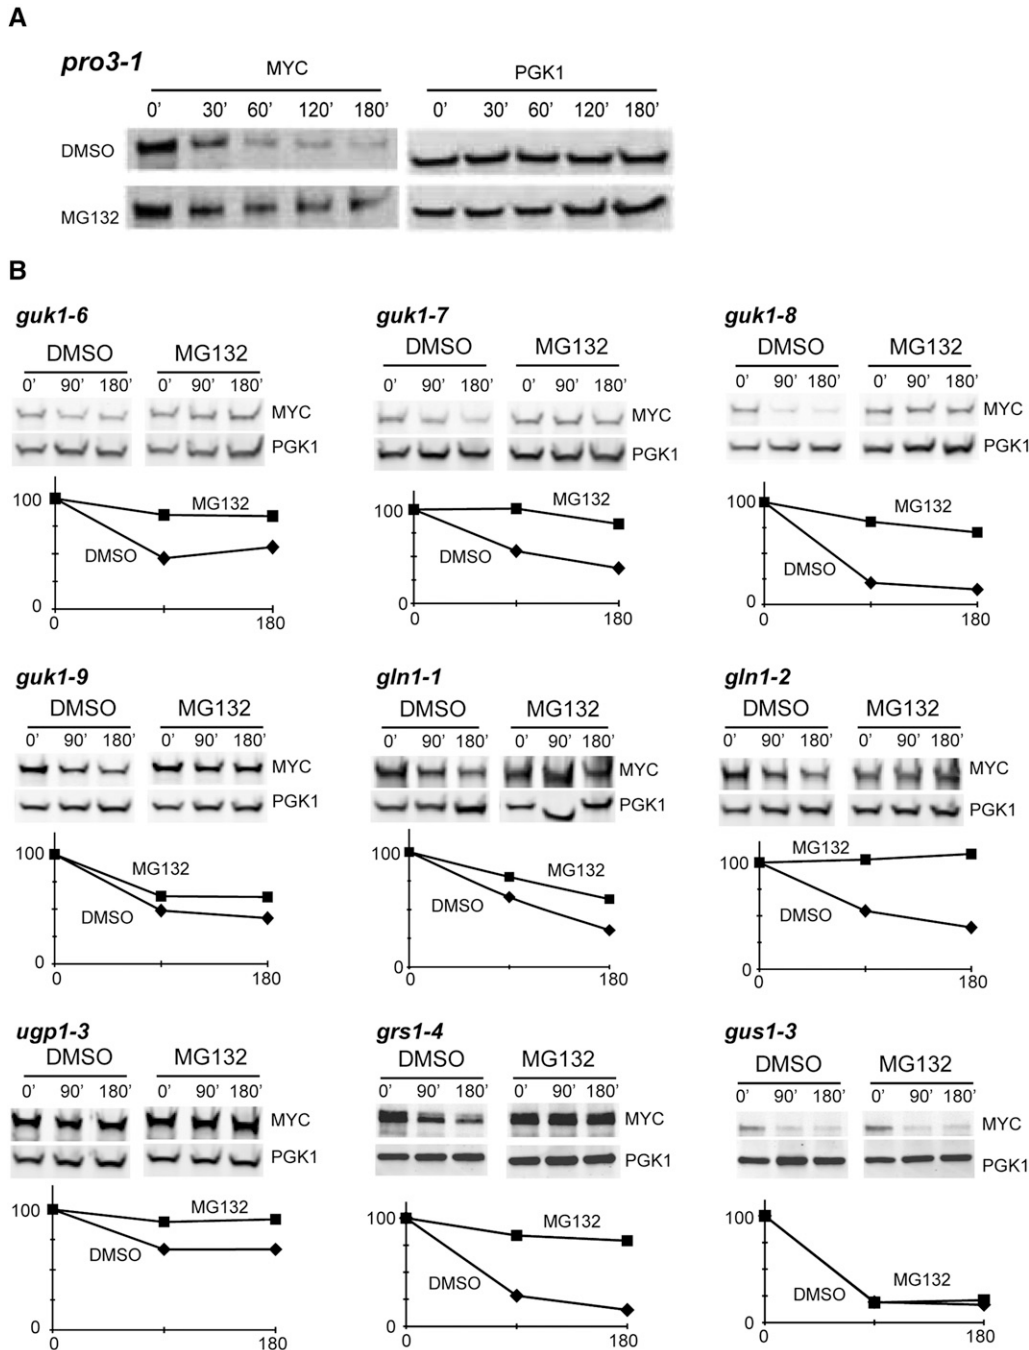 A
pro3-1
MYC PGK1
0' 30' 60' 120' 180' 0' 30' 60' 120' 180'
DMSO
MG132
B
guk1-6 guk1-7 guk1-8
DMSO MG132 DMSO MG132 DMSO MG132
0' 90' 180' 0' 90' 180' 0' 90' 180' 0' 90' 180' 0' 90' 180' 0' 90' 180'
MYC MYC MYC
PGK1 PGK1 PGK1
100 MG132 100 MG132 100 MG132
DMSO DMSO DMSO
0 0 0
0 180 0 180 0 180
guk1-9 gln1-1 gln1-2
DMSO MG132 DMSO MG132 DMSO MG132
0' 90' 180' 0' 90' 180' 0' 90' 180' 0' 90' 180' 0' 90' 180' 0' 90' 180'
MYC MYC MYC
PGK1 PGK1 PGK1
100 MG132 100 MG132 100 MG132
DMSO DMSO DMSO
0 0 0
0 180 0 180 0 180
ugp1-3 grs1-4 gus1-3
DMSO MG132 DMSO MG132 DMSO MG132
0' 90' 180' 0' 90' 180' 0' 90' 180' 0' 90' 180' 0' 90' 180' 0' 90' 180'
MYC MYC MYC
PGK1 PGK1 PGK1
100 MG132 100 MG132 100 MG132
DMSO DMSO DMSO
0 0 0
0 180 0 180 0 180